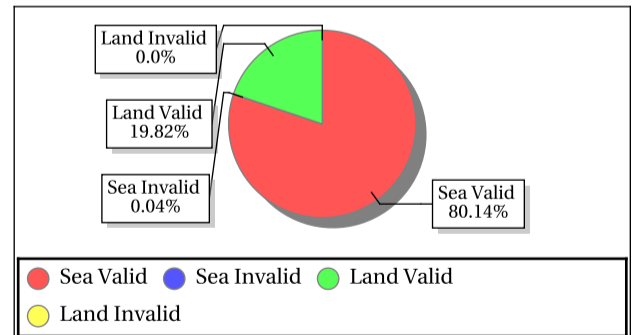 Land Invalid
0.0%
Land Valid
19.82%
Sea Invalid
0.04%
Sea Valid
80.14%
Sea Valid Sea Invalid Land Valid
Land Invalid